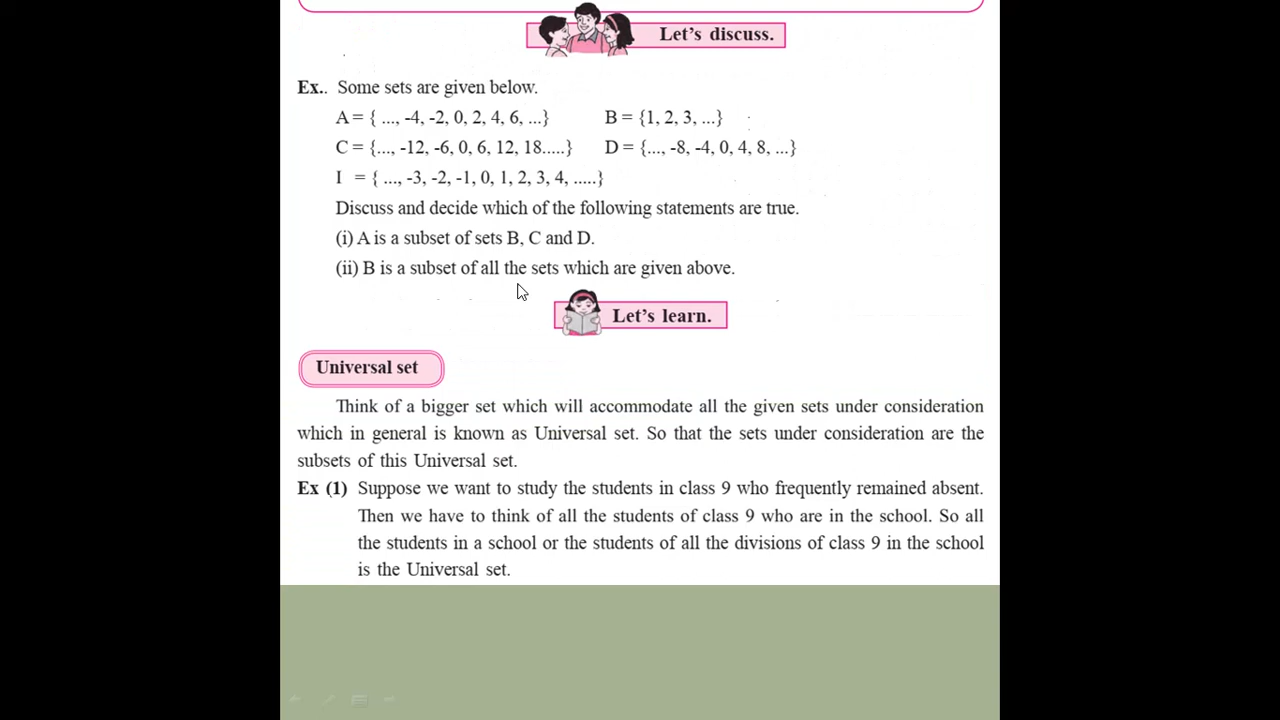 Let's discuss.
Ex.. Some sets are given below.
A = { ..., -4, -2, 0, 2, 4, 6, ...} B = {1, 2, 3, ...}
C = {..., -12, -6, 0, 6, 12, 18.....} D = {..., -8, -4, 0, 4, 8, ...}
I = { ..., -3, -2, -1, 0, 1, 2, 3, 4, .....}
Discuss and decide which of the following statements are true.
(i) A is a subset of sets B, C and D.
(ii) B is a subset of all the sets which are given above.
Let's learn.
Universal set
Think of a bigger set which will accommodate all the given sets under consideration
which in general is known as Universal set. So that the sets under consideration are the
subsets of this Universal set.
Ex (1) Suppose we want to study the students in class 9 who frequently remained absent.
Then we have to think of all the students of class 9 who are in the school. So all
the students in a school or the students of all the divisions of class 9 in the school
is the Universal set.